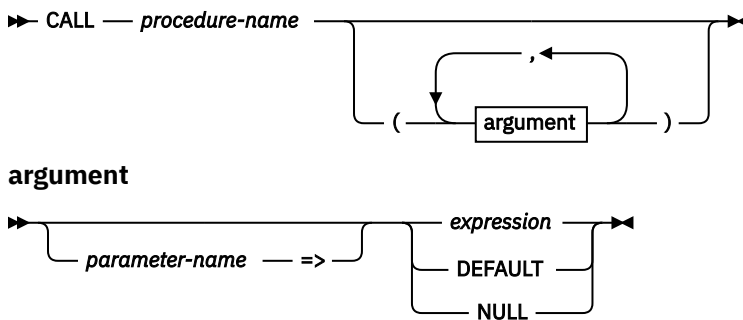 CALL procedure-name
,
( argument )
argument
expression
parameter-name =>
DEFAULT
NULL